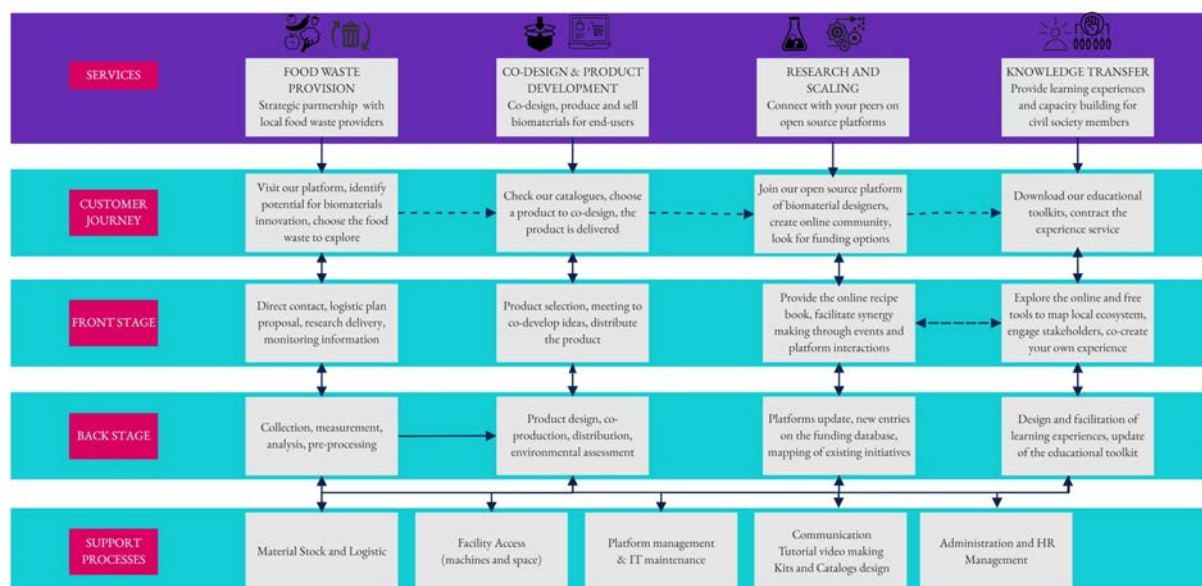 SERVICES
FOOD WASTE
PROVISION
Strategic partnership with
local food waste providers
CO-DESIGN & PRODUCT
DEVELOPMENT
Co-design, produce and sell
biomaterials for end-users
RESEARCH AND
SCALING
Connect with your peers on
open source platforms
KNOWLEDGE TRANSFER
Provide learning experiences
and capacity building for
civil society members
CUSTOMER
JOURNEY
Visit our platform, identify
potential for biomaterials
innovation, choose the food
waste to explore
Check our catalogues, choose
a product to co-design, the
product is delivered
Join our open source platform
of biomaterial designers,
create online community,
look for funding options
Download our educational
toolkits, contract the
experience service
FRONT STAGE
Direct contact, logistic plan
proposal, research delivery,
monitoring information
Product selection, meeting to
co-develop ideas, distribute
the product
Provide the online recipe
book, facilitate synergy
making through events and
platform interactions
Explore the online and free
tools to map local ecosystem,
engage stakeholders, co-create
your own experience
BACK STAGE
Collection, measurement,
analysis, pre-processing
Product design, co-
production, distribution,
environmental assessment
Platforms update, new entries
on the funding database,
mapping of existing initiatives
Design and facilitation of
learning experiences, update
of the educational toolkit
SUPPORT
PROCESSES
Material Stock and Logistic
Facility Access
(machines and space)
Platform management
& IT maintenance
Communication
Tutorial video making
Kits and Catalogs design
Administration and HR
Management